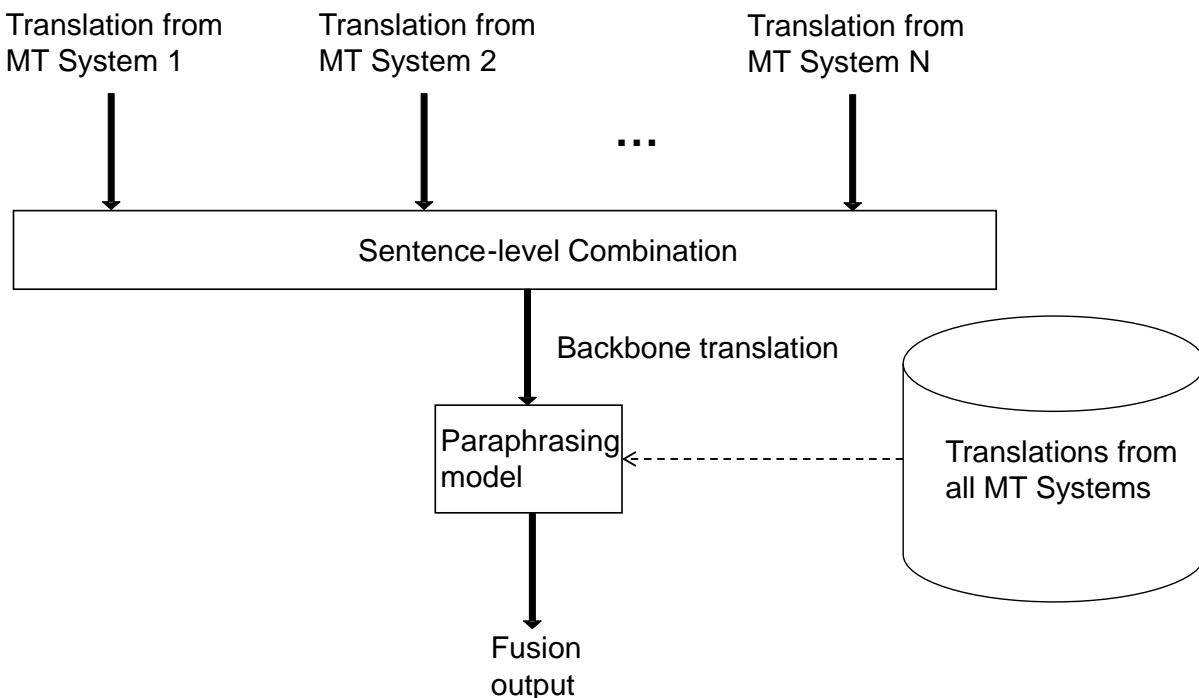 Translation from
MT System 1
Translation from
MT System 2
Translation from
MT System N
...
Sentence-level Combination
Backbone translation
Paraphrasing
model
Translations from
all MT Systems
Fusion
output